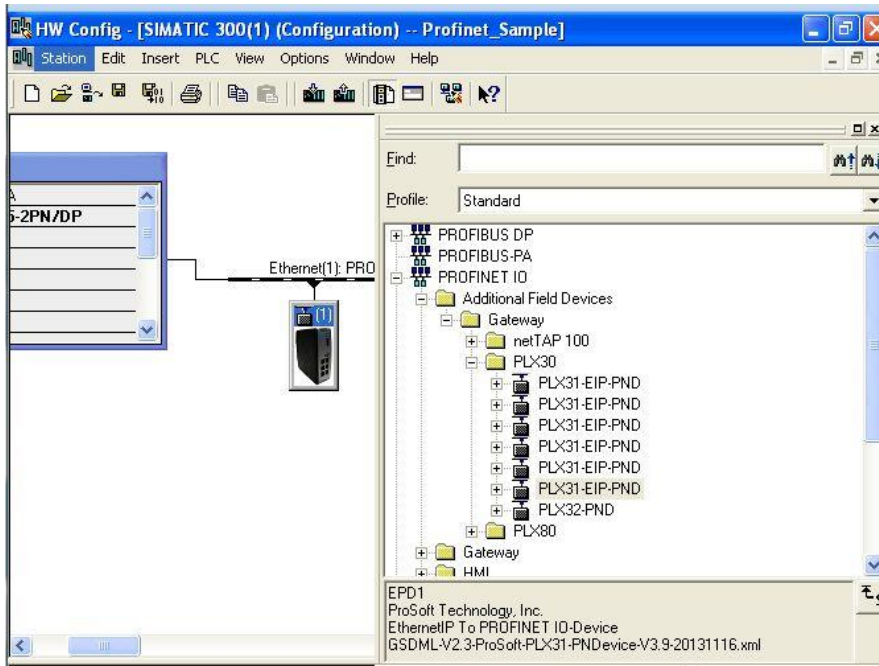 HW Config - [SIMATIC 300(1) (Configuration) -- Profinet_Sample]
Station Edit Insert PLC View Options Window Help
Find:
Profile: Standard
5-2PN/DP
Ethernet(1): PRO
(1)
PROFIBUS DP
PROFIBUS-PA
PROFINET IO
Additional Field Devices
Gateway
netTAP 100
PLX30
PLX31-EIP-PND
PLX31-EIP-PND
PLX31-EIP-PND
PLX31-EIP-PND
PLX31-EIP-PND
PLX31-EIP-PND
PLX32-PND
PLX80
Gateway
HMI
EPD1
ProSoft Technology, Inc.
EthernetIP To PROFINET IO-Device
GSDML-V2.3-ProSoft-PLX31-PNDevice-V3.9-20131116.xml